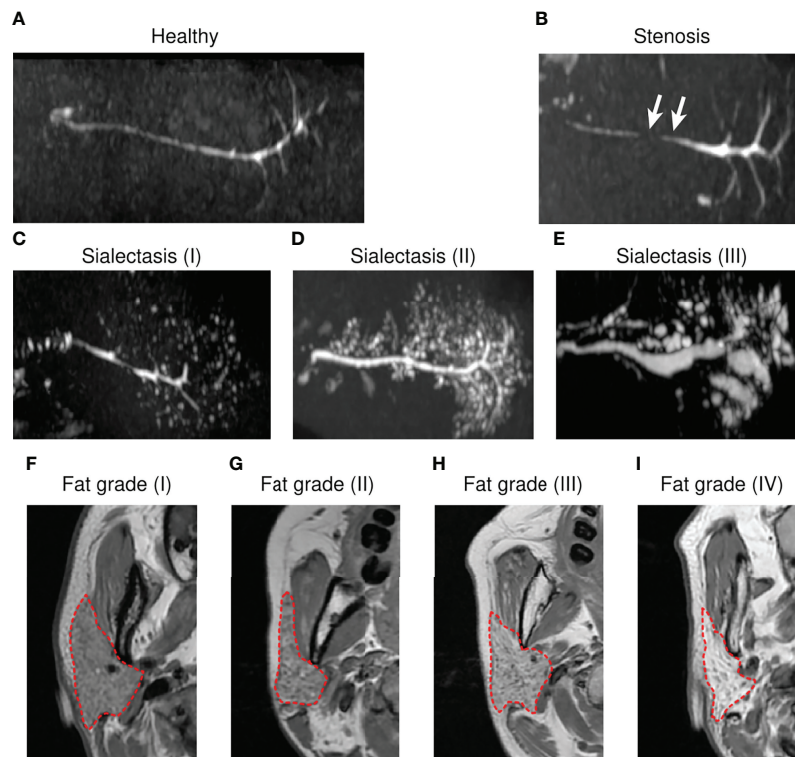 A
Healthy
B
Stenosis
C
Sialectasis (I)
D
Sialectasis (II)
E
Sialectasis (III)
F
Fat grade (I)
G
Fat grade (II)
H
Fat grade (III)
I
Fat grade (IV)